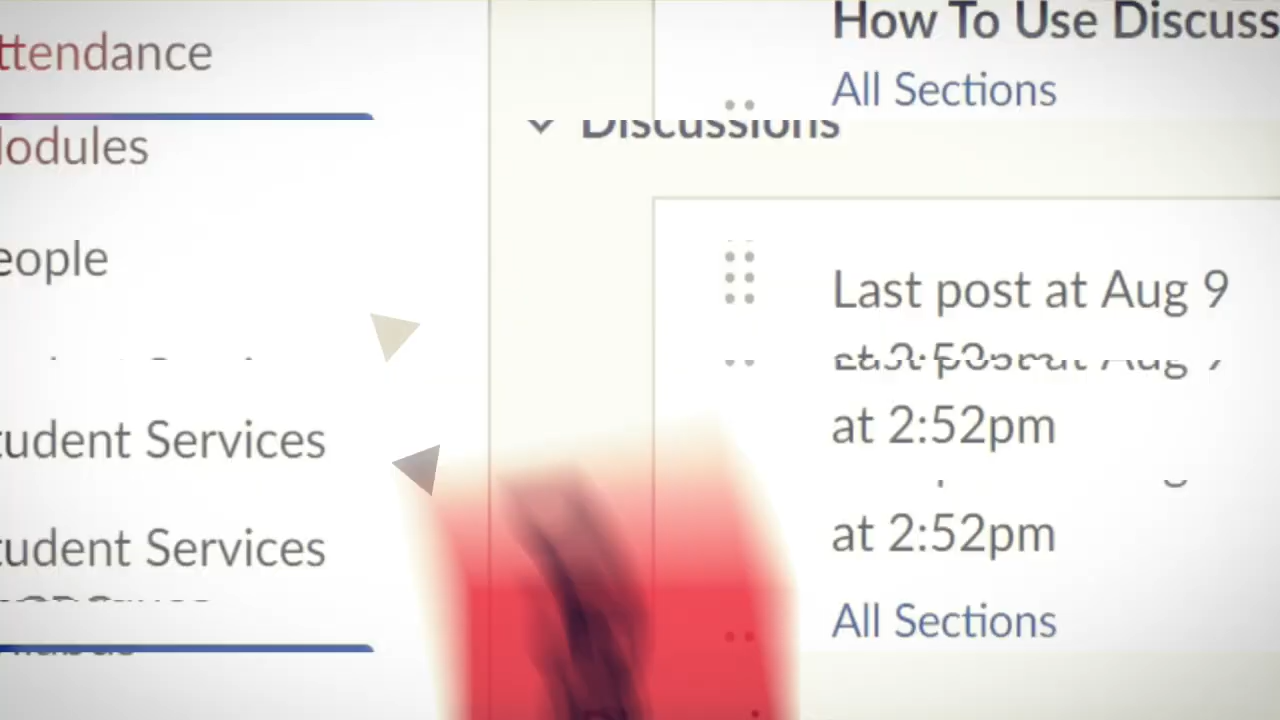 ttendance
How To Use Discuss
All Sections
odules
Discussions
eople
Last post at Aug 9
tudent Services
at 2:52pm
tudent Services
at 2:52pm
All Sections